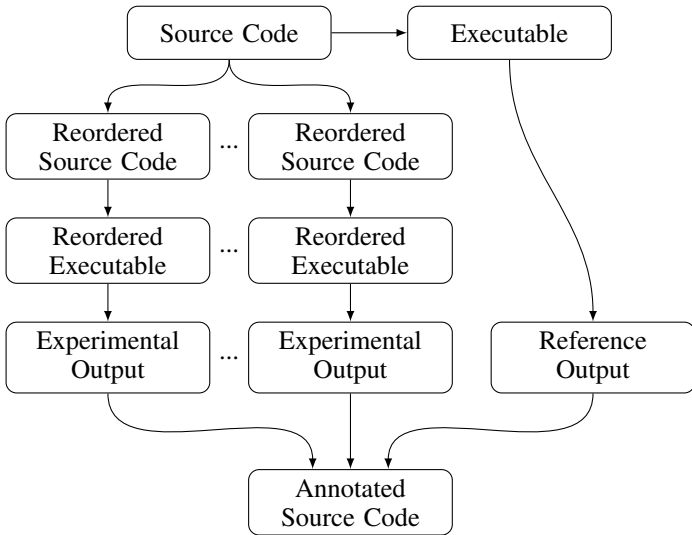 Source Code
Executable
Reordered
Source Code
...
Reordered
Source Code
Reordered
Executable
...
Reordered
Executable
Experimental
Output
...
Experimental
Output
Reference
Output
Annotated
Source Code